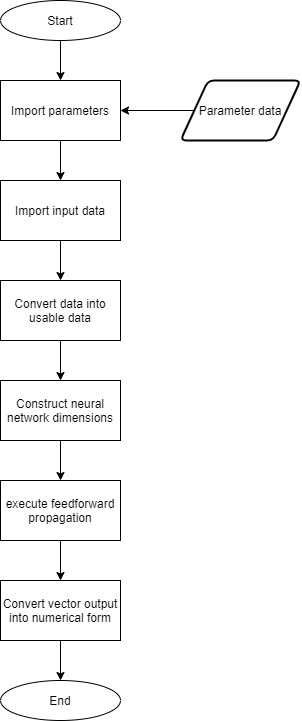 Start
Import parameters
Parameter data
Import input data
Convert data into
usable data
Construct neural
network dimensions
execute feedforward
propagation
Convert vector output
into numerical form
End